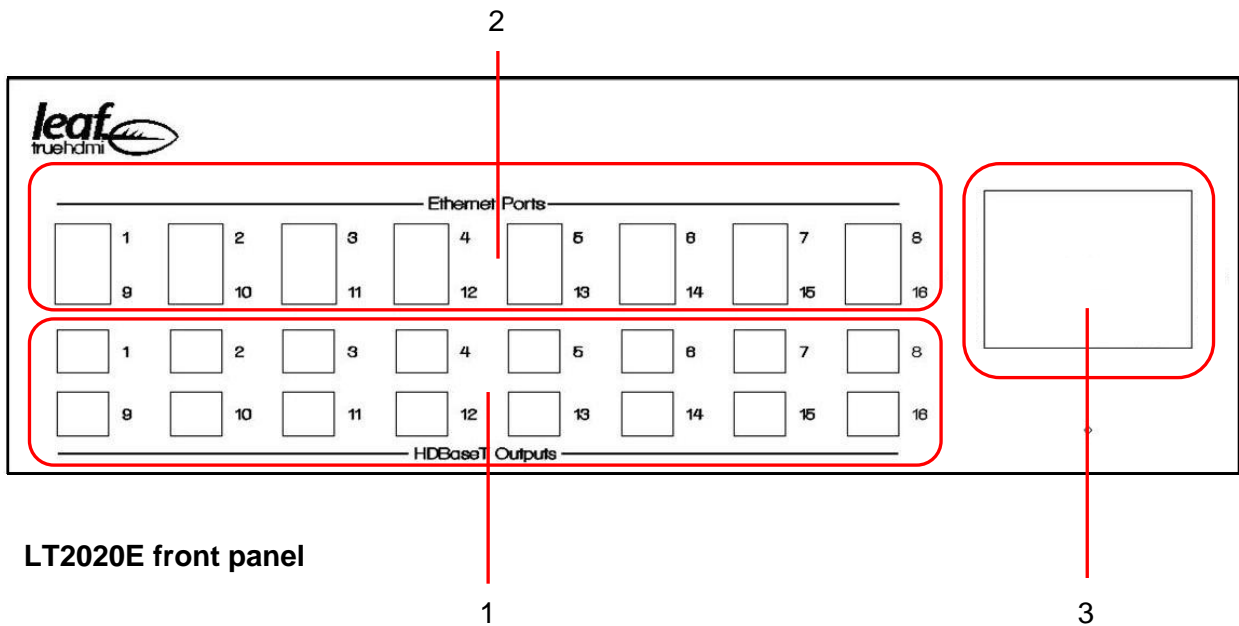 2
leaf
truehdmi
Ethernet Ports
1 2 3 4 5 6 7 8
9 10 11 12 13 14 15 16
1 2 3 4 5 6 7 8
9 10 11 12 13 14 15 16
HDBaseT Outputs
LT2020E front panel
1 3